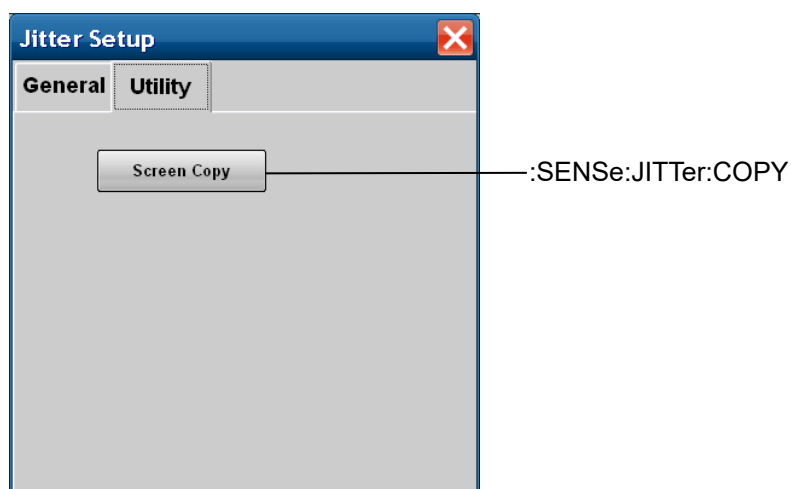 Jitter Setup
General Utility
Screen Copy
:SENSe:JITTer:COPY